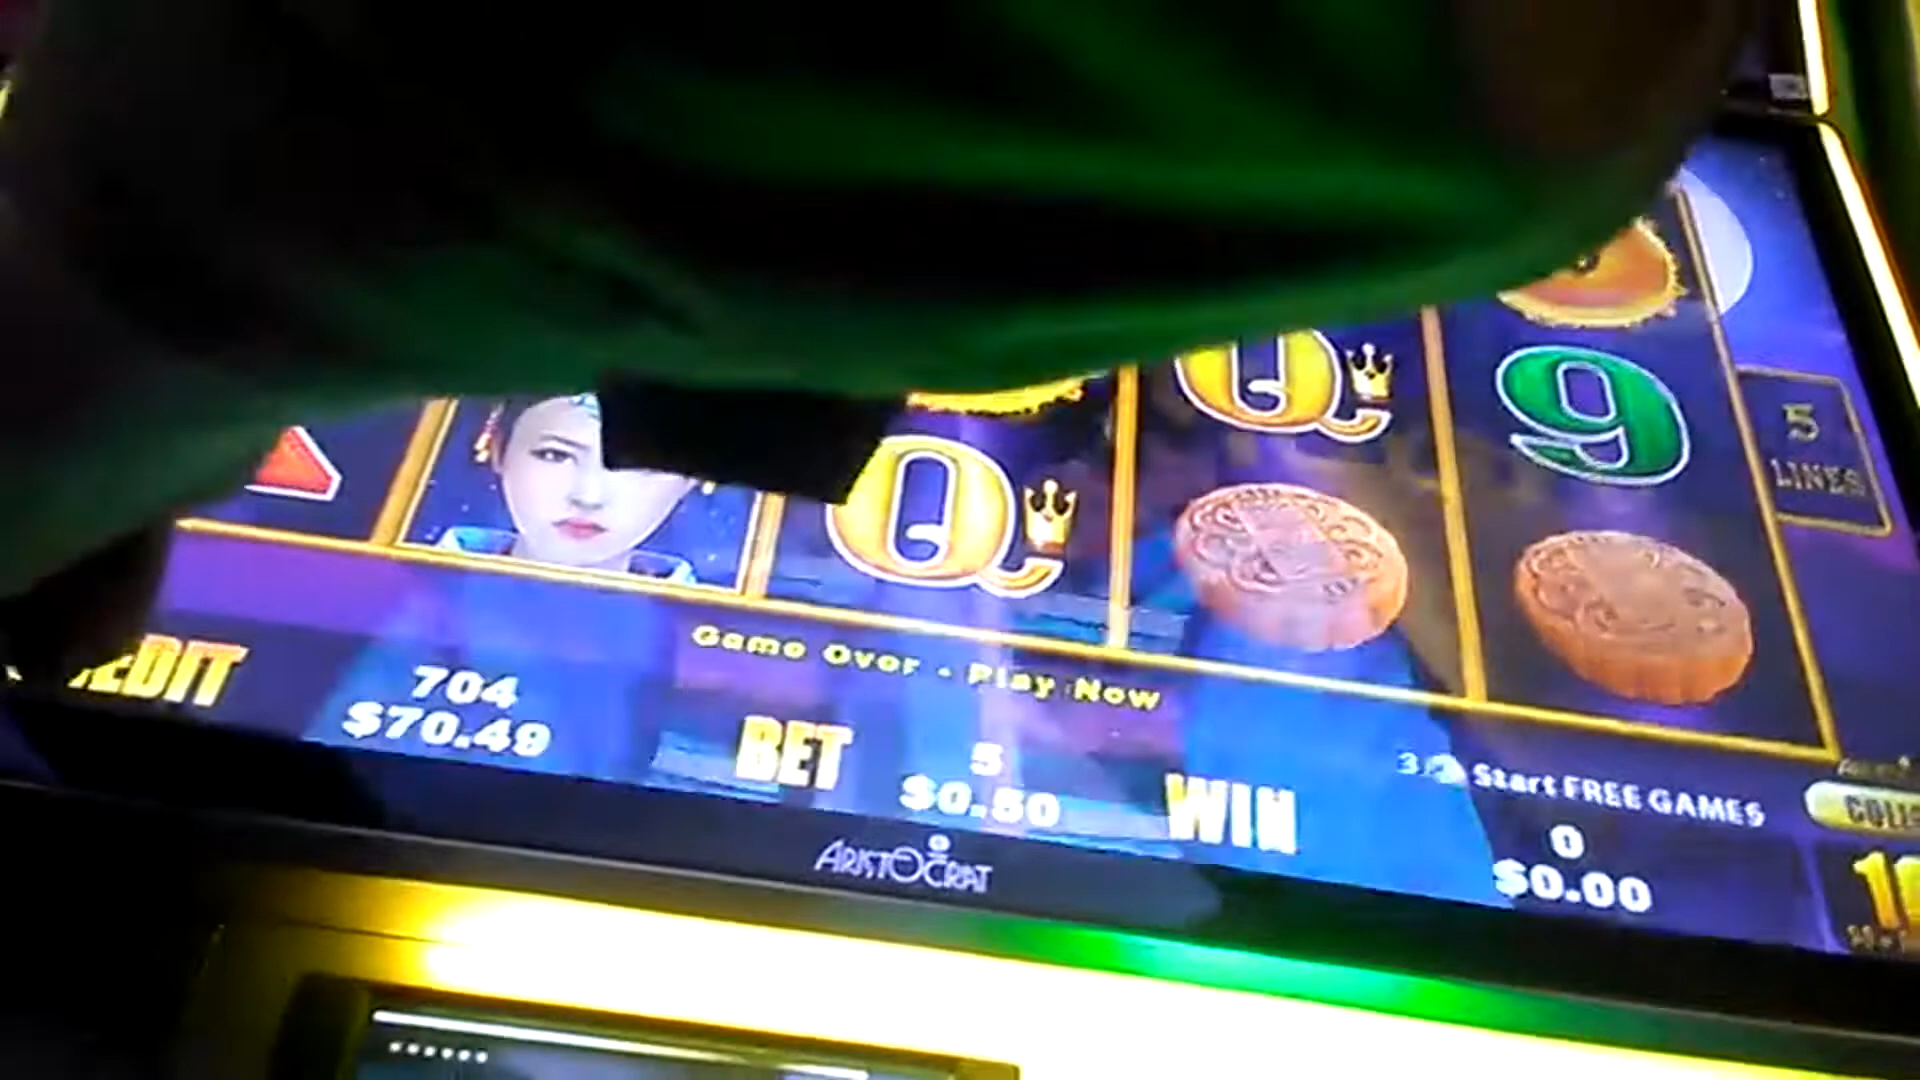 Q
Q
9
5
LINES
Game Over - Play Now
704
$70.49
BET
5
$0.50
WIN
Start FREE GAMES
0
$0.00
ARISTOCRAT